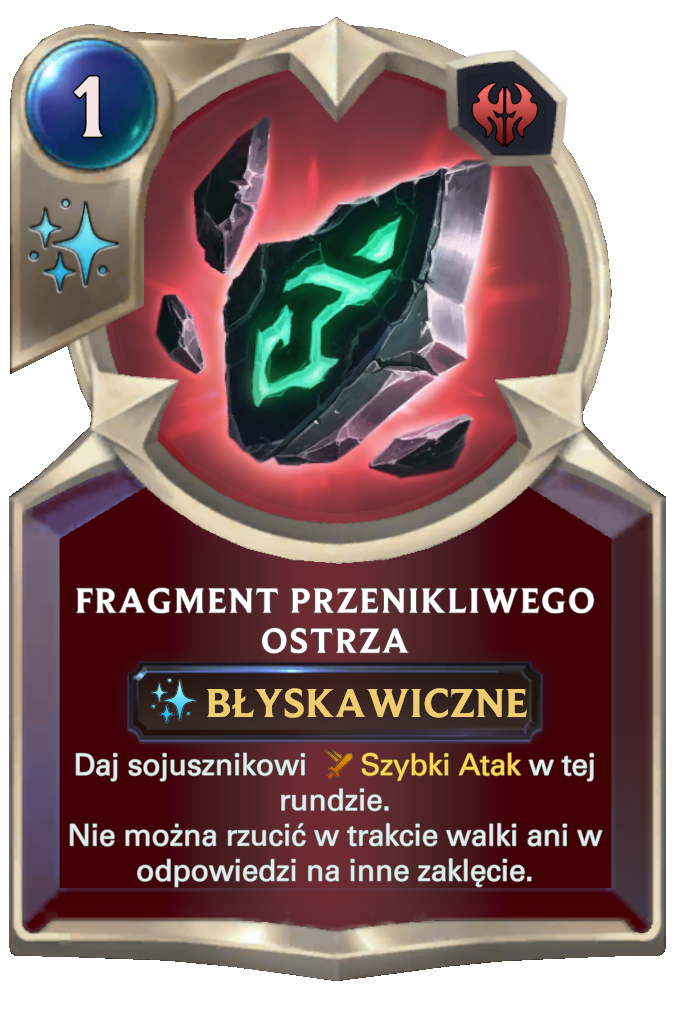 1
FRAGMENT PRZENIKLIWEGO
OSTRZA
BŁYSKAWICZNE
Daj sojusznikowi Szybki Atak w tej
rundzie.
Nie można rzucić w trakcie walki ani w
odpowiedzi na inne zaklęcie.